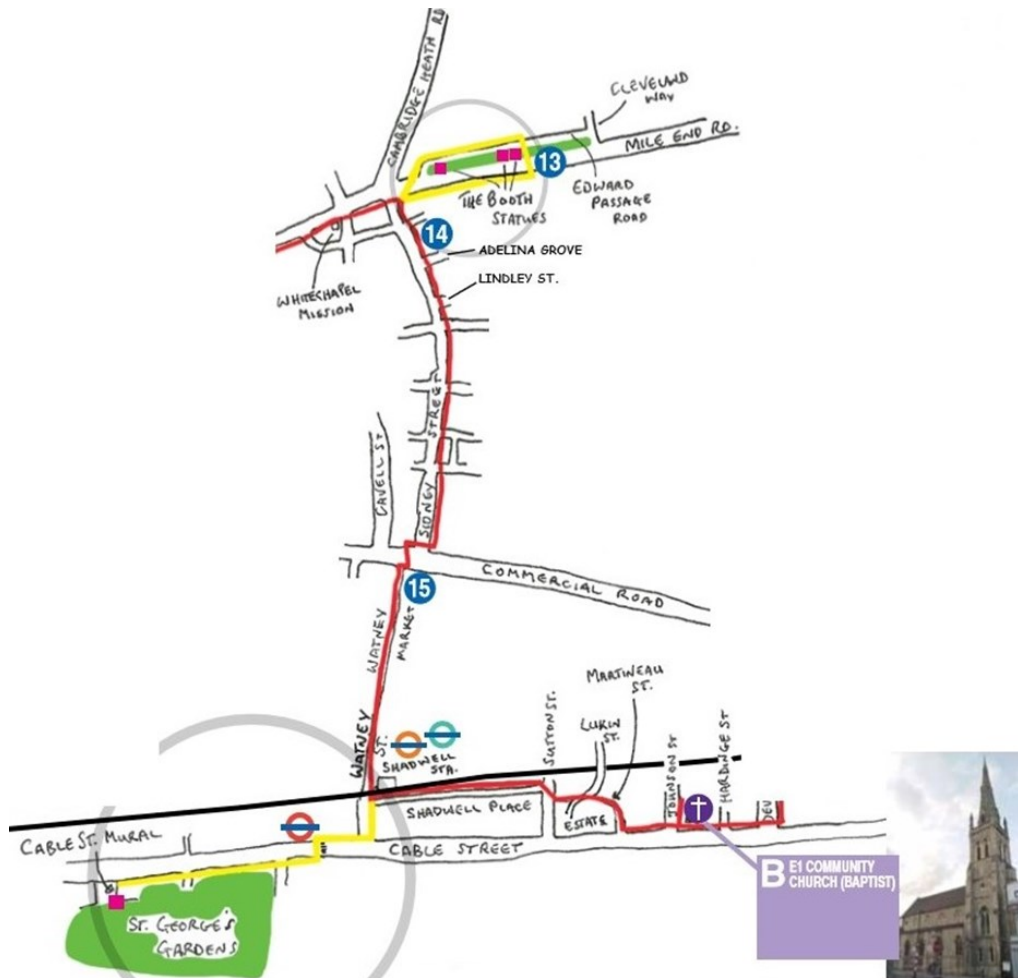 CAMBRIDGE HEATH RD
CLEVELAND
WAY
MILE END RD.
13
THE BOOTH
STATUES
EDWARD
PASSAGE
ROAD
14
ADELINA GROVE
LINDLEY ST.
WHITECHAPEL
MISSION
SIDNEY STREET
CAVELL ST
COMMERCIAL ROAD
15
WATNEY
MARKET
WATNEY
ST.
SHADWELL
STA.
SUTTON ST.
LUKIN
ST.
MARTINEAU
ST.
JOHNSON ST
HARDINGE ST
DEV
SHADWELL PLACE
ESTATE
CABLE ST. MURAL
CABLE STREET
ST. GEORGE'S
GARDENS
B E1 COMMUNITY
CHURCH (BAPTIST)